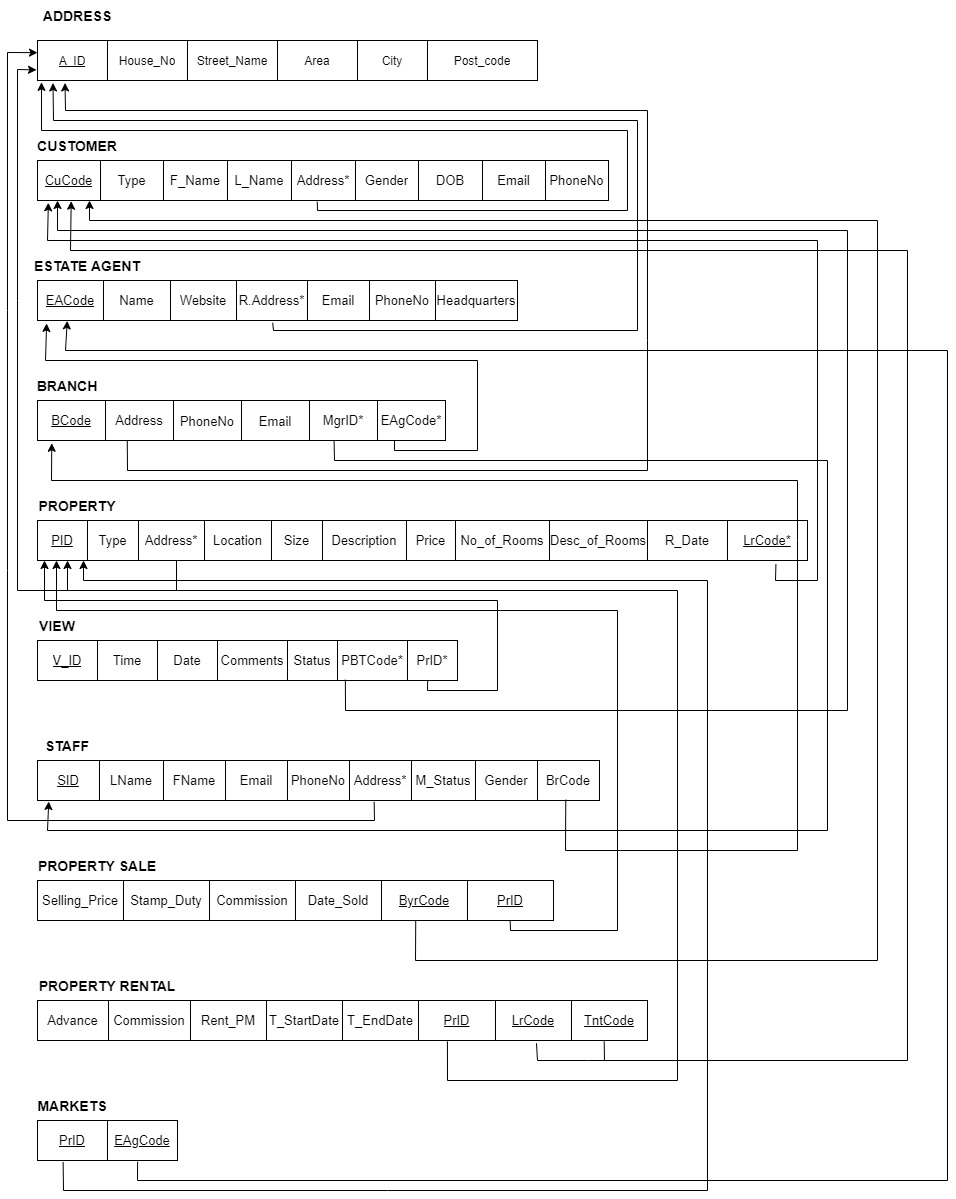 ADDRESS
A_ID House_No Street_Name Area City Post_code
CUSTOMER
CuCode Type F_Name L_Name Address* Gender DOB Email PhoneNo
ESTATE AGENT
EACode Name Website R.Address* Email PhoneNo Headquarters
BRANCH
BCode Address PhoneNo Email MgrID* EAgCode*
PROPERTY
PID Type Address* Location Size Description Price No_of_Rooms Desc_of_Rooms R_Date LrCode*
VIEW
V_ID Time Date Comments Status PBTCode* PrID*
STAFF
SID LName FName Email PhoneNo Address* M_Status Gender BrCode
PROPERTY SALE
Selling_Price Stamp_Duty Commission Date_Sold ByrCode PrID
PROPERTY RENTAL
Advance Commission Rent_PM T_StartDate T_EndDate PrID LrCode TntCode
MARKETS
PrID EAgCode